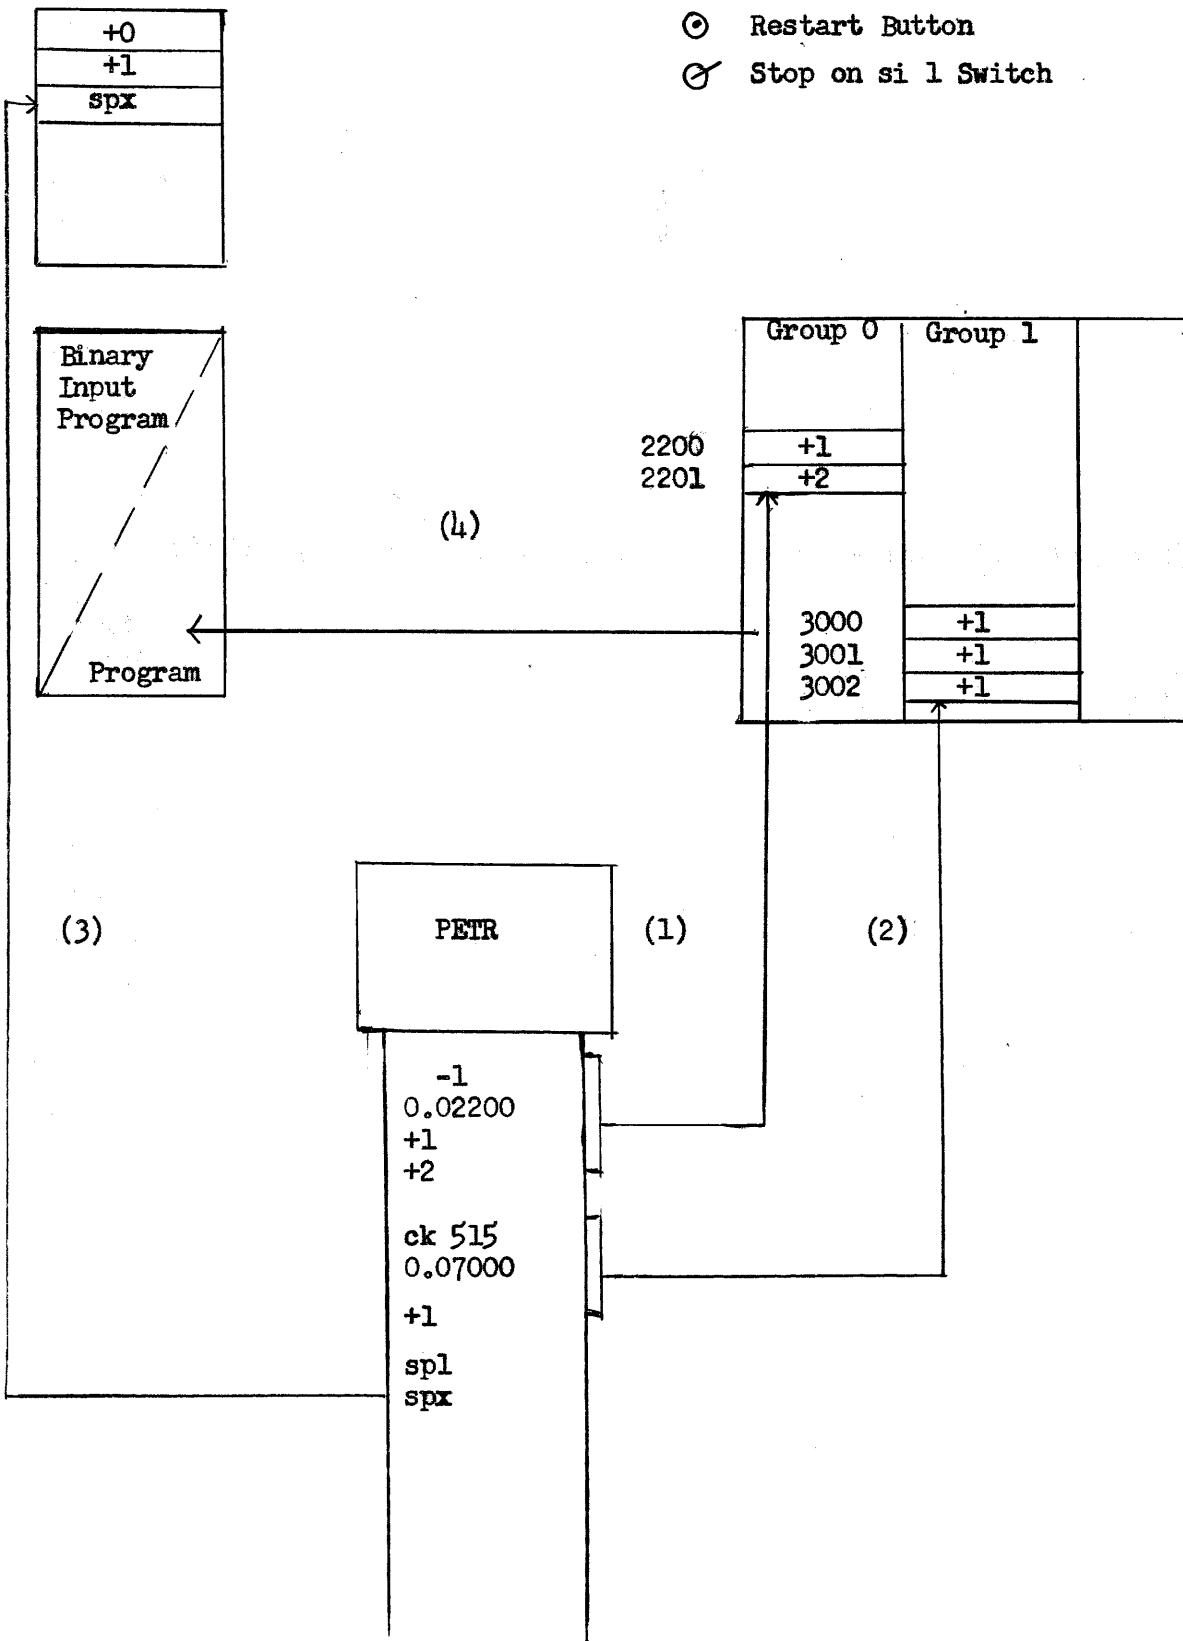 +0
+1
spx
Restart Button
Stop on si 1 Switch
Binary
Input
Program
Program
Group 0 Group 1
2200 +1
2201 +2
(4)
3000 +1
3001 +1
3002 +1
(3)
PETR
(1)
(2)
-1
0.02200
+1
+2
ck 515
0.07000
+1
spl
spx